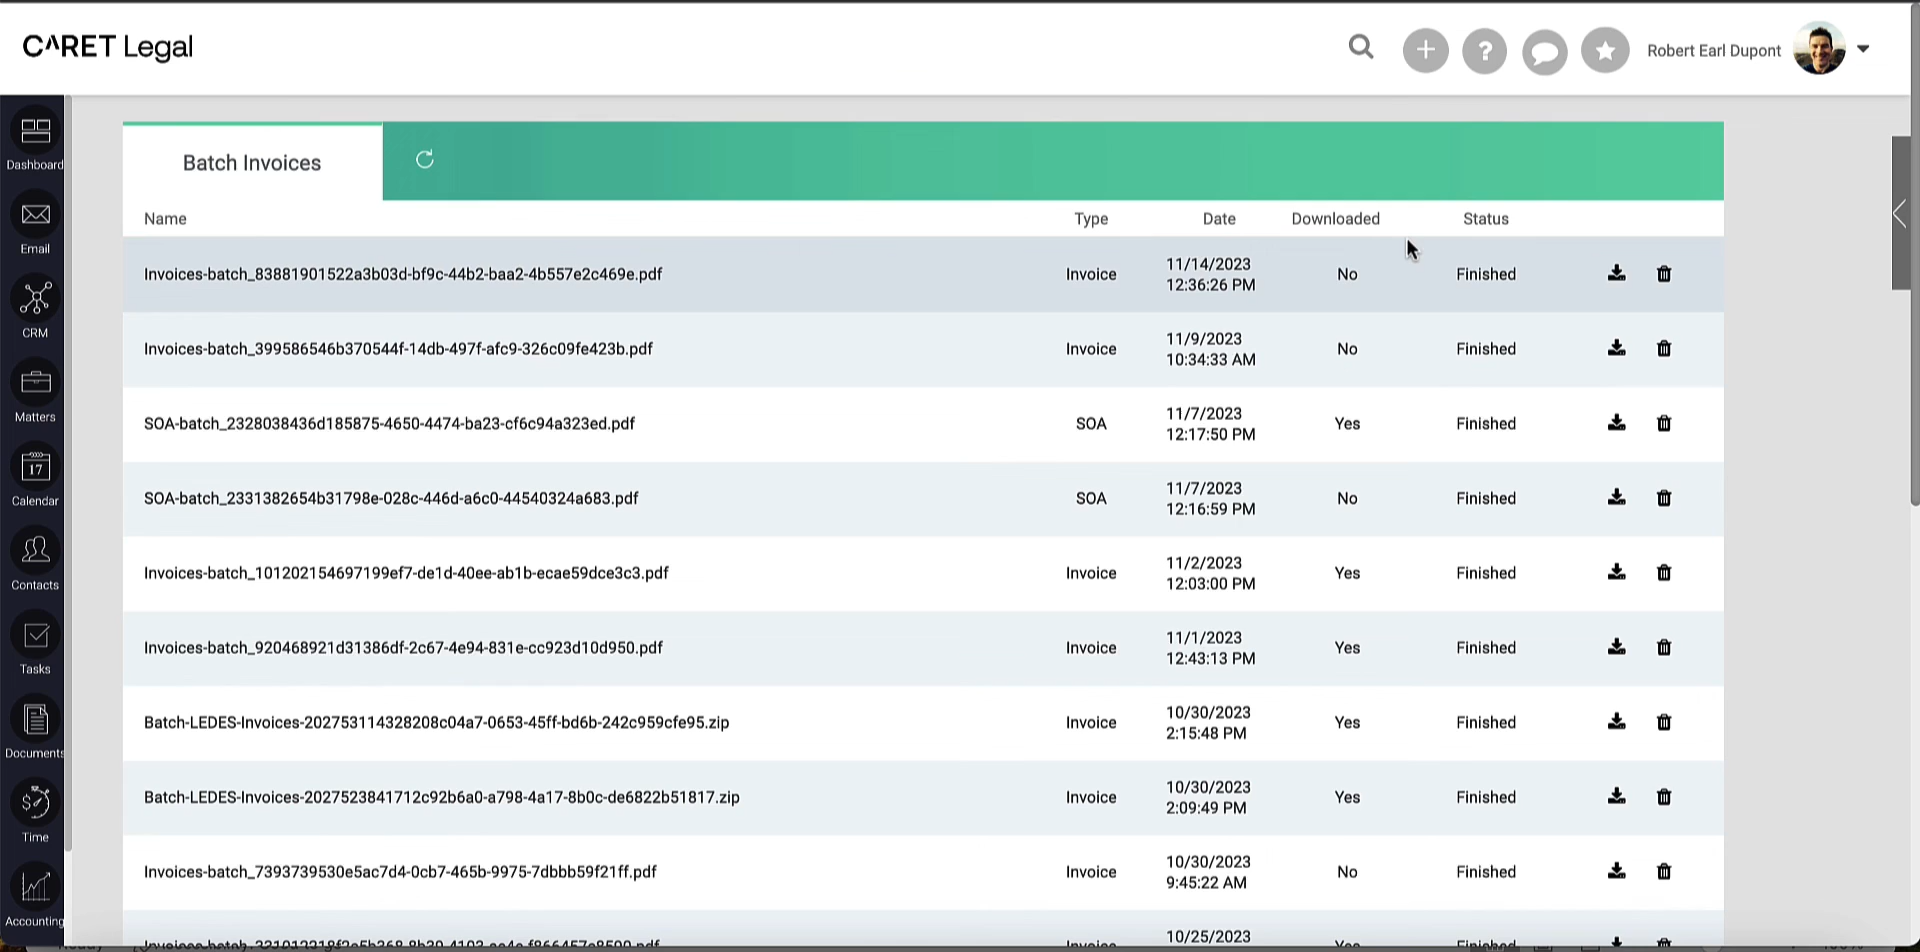 CARET Legal
Robert Earl Dupont
Dashboard
Email
CRM
Matters
17
Calendar
Contacts
Tasks
Documents
Time
Accounting
Batch Invoices
Name Type Date Downloaded Status
Invoices-batch_83881901522a3b03d-bf9c-44b2-baa2-4b557e2c469e.pdf Invoice 11/14/2023 12:36:26 PM No Finished
Invoices-batch_399586546b370544f-14db-497f-afc9-326c09fe423b.pdf Invoice 11/9/2023 10:34:33 AM No Finished
SOA-batch_2328038436d185875-4650-4474-ba23-cf6c94a323ed.pdf SOA 11/7/2023 12:17:50 PM Yes Finished
SOA-batch_2331382654b31798e-028c-446d-a6c0-44540324a683.pdf SOA 11/7/2023 12:16:59 PM No Finished
Invoices-batch_101202154697199ef7-de1d-40ee-ab1b-ecae59dce3c3.pdf Invoice 11/2/2023 12:03:00 PM Yes Finished
Invoices-batch_920468921d31386df-2c67-4e94-831e-cc923d10d950.pdf Invoice 11/1/2023 12:43:13 PM Yes Finished
Batch-LEDES-Invoices-202753114328208c04a7-0653-45ff-bd6b-242c959cfe95.zip Invoice 10/30/2023 2:15:48 PM Yes Finished
Batch-LEDES-Invoices-2027523841712c92b6a0-a798-4a17-8b0c-de6822b51817.zip Invoice 10/30/2023 2:09:49 PM Yes Finished
Invoices-batch_7393739530e5ac7d4-0cb7-465b-9975-7dbbb59f21ff.pdf Invoice 10/30/2023 9:45:22 AM No Finished
Invoice 10/25/2023 Yes Finished